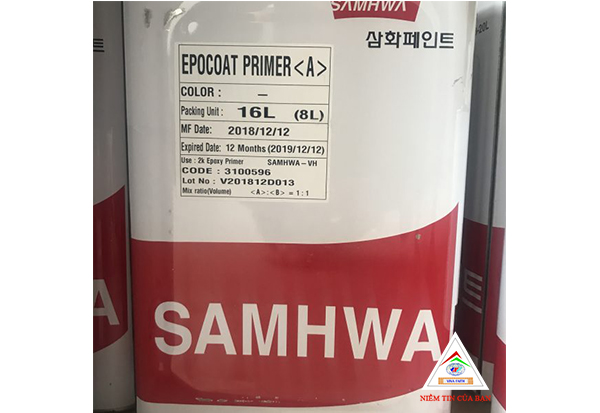 SAMHWA
삼화페인트
-20L
EPOCOAT PRIMER <A>
COLOR : —
Packing Unit : 16L (8L)
MF Date: 2018/12/12
Expired Date: 12 Months (2019/12/12)
Use : 2k Epoxy Primer SAMHWA-VH
CODE : 3100596
Lot No : V201812D013
Mix ratio(Volume) <A>:<B> = 1:1
A
SAMHWA
NIỀM TIN CỦA BẠN